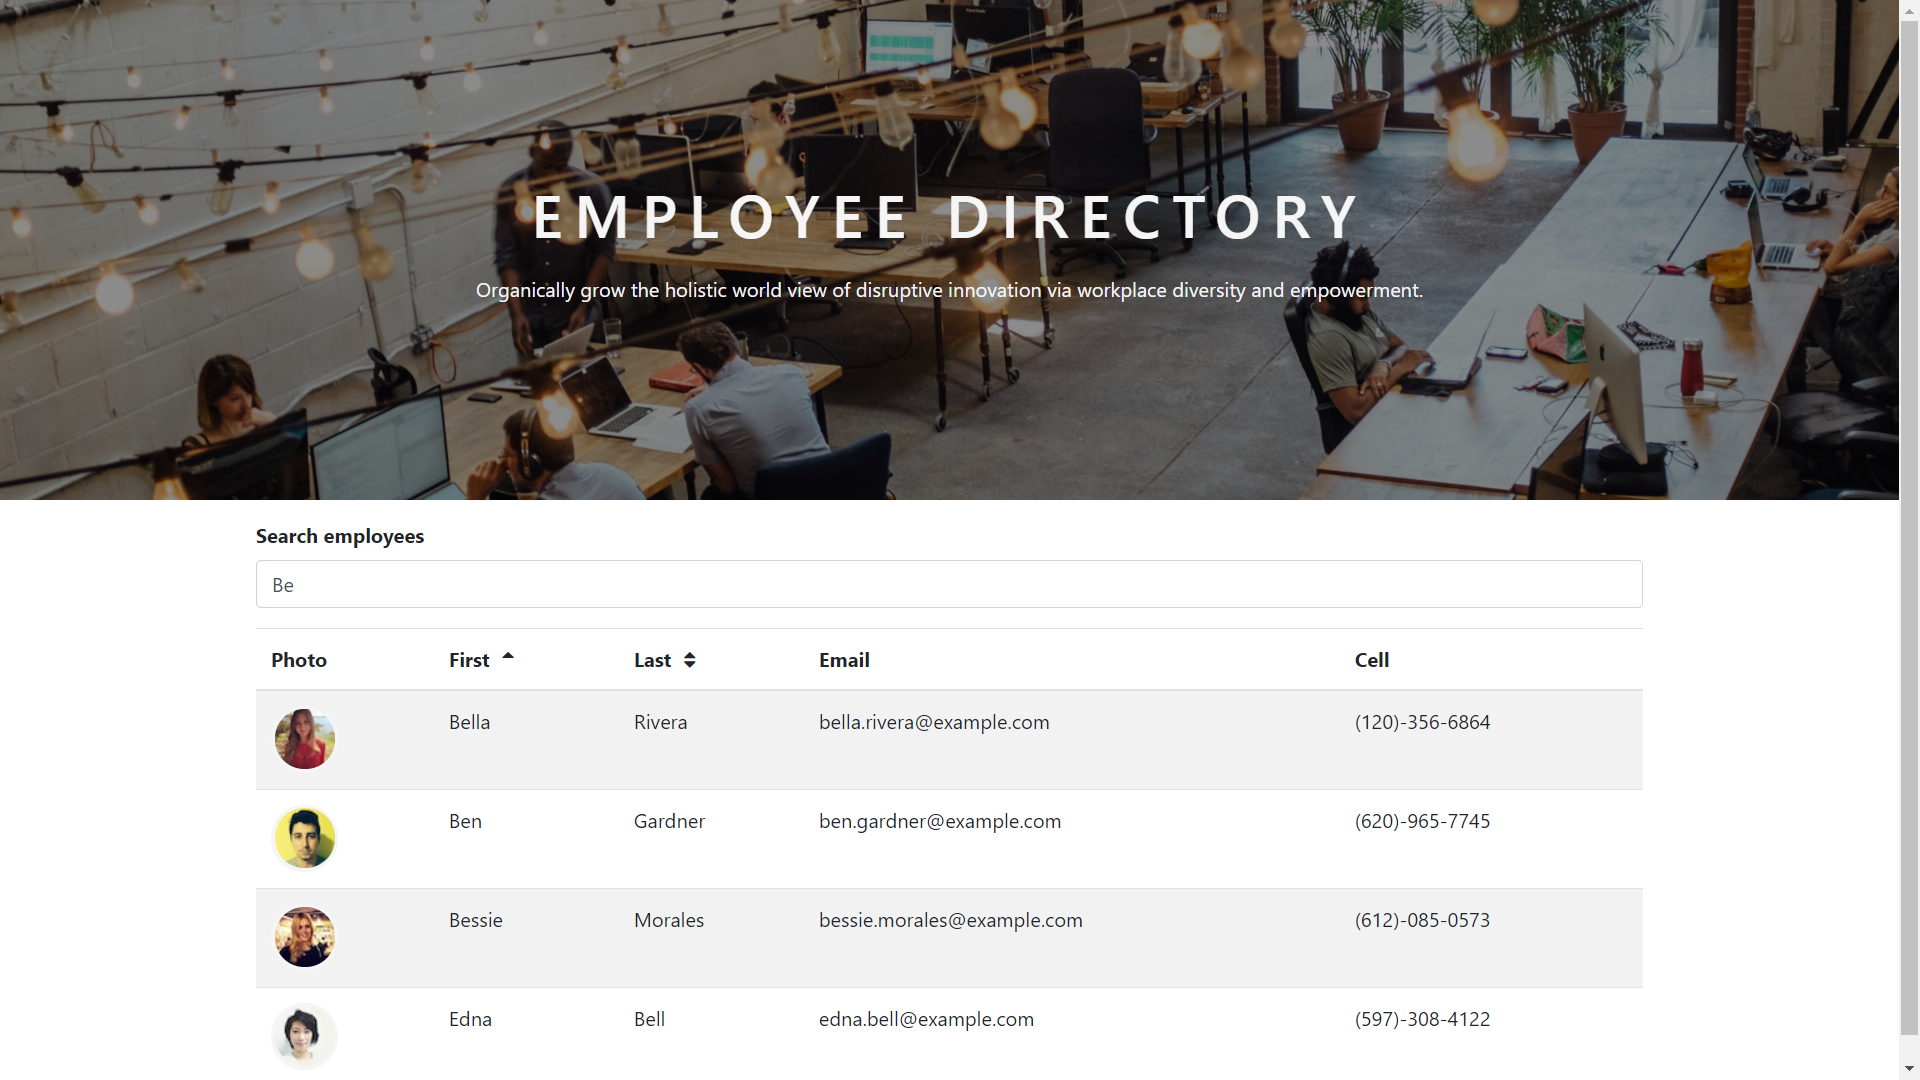 EMPLOYEE DIRECTORY
Organically grow the holistic world view of disruptive innovation via workplace diversity and empowerment.
Search employees
Be
Photo First Last Email Cell
Bella Rivera bella.rivera@example.com (120)-356-6864
Ben Gardner ben.gardner@example.com (620)-965-7745
Bessie Morales bessie.morales@example.com (612)-085-0573
Edna Bell edna.bell@example.com (597)-308-4122